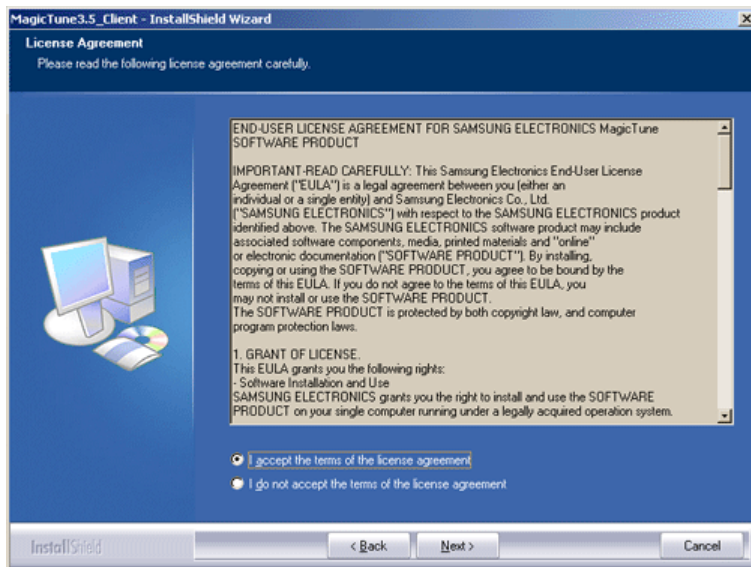 MagicTune3.5_Client - InstallShield Wizard
License Agreement
Please read the following license agreement carefully.
END-USER LICENSE AGREEMENT FOR SAMSUNG ELECTRONICS MagicTune
SOFTWARE PRODUCT
IMPORTANT-READ CAREFULLY: This Samsung Electronics End-User License
Agreement ("EULA") is a legal agreement between you (either an
individual or a single entity) and Samsung Electronics Co., Ltd.
("SAMSUNG ELECTRONICS") with respect to the SAMSUNG ELECTRONICS product
identified above. The SAMSUNG ELECTRONICS software product may include
associated software components, media, printed materials and "online"
or electronic documentation ("SOFTWARE PRODUCT"). By installing,
copying or using the SOFTWARE PRODUCT, you agree to be bound by the
terms of this EULA. If you do not agree to the terms of this EULA, you
may not install or use the SOFTWARE PRODUCT.
The SOFTWARE PRODUCT is protected by both copyright law, and computer
program protection laws.
1. GRANT OF LICENSE.
This EULA grants you the following rights:
- Software Installation and Use
SAMSUNG ELECTRONICS grants you the right to install and use the SOFTWARE
PRODUCT on your single computer running under a legally acquired operation system.
I accept the terms of the license agreement
I do not accept the terms of the license agreement
InstallShield
< Back
Next >
Cancel